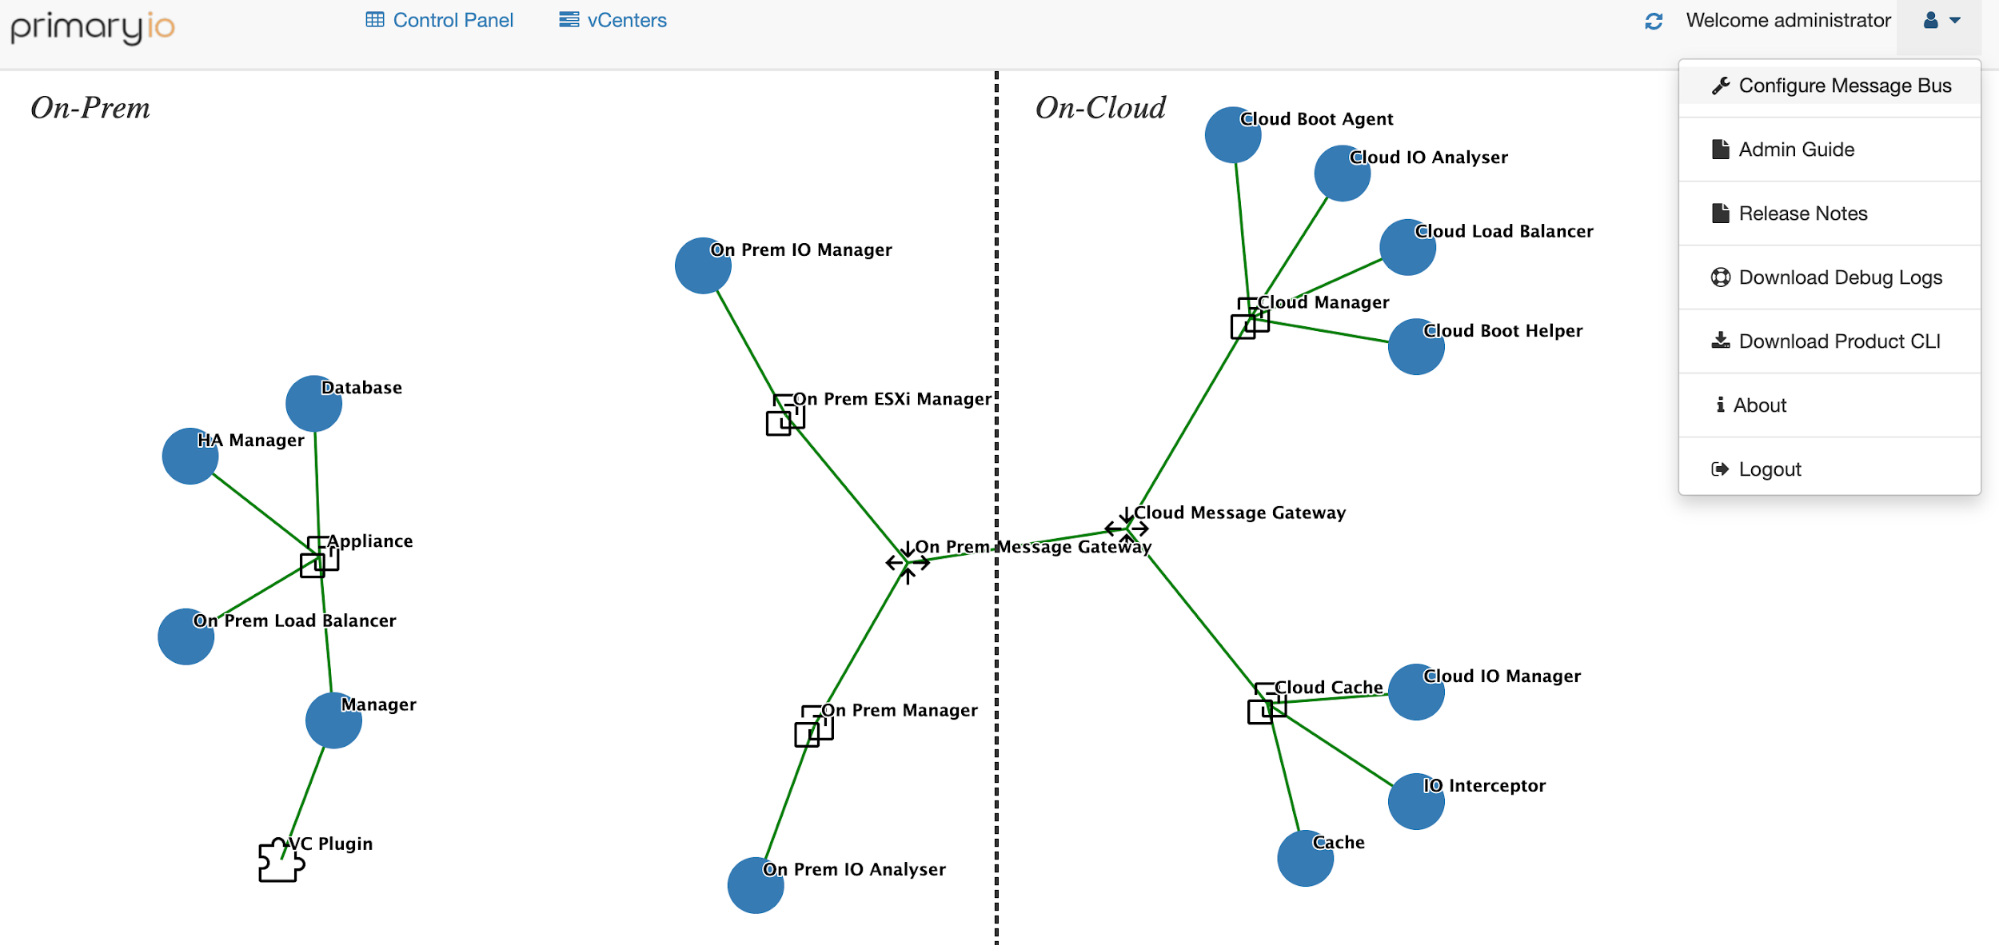 primaryio
Control Panel
vCenters
Welcome administrator
Configure Message Bus
Admin Guide
Release Notes
Download Debug Logs
Download Product CLI
About
Logout
On-Prem
On Prem IO Manager
On Prem ESXi Manager
Database
HA Manager
Appliance
On Prem Load Balancer
Manager
VC Plugin
On Prem Message Gateway
On Prem Manager
On Prem IO Analyser
On-Cloud
Cloud Boot Agent
Cloud IO Analyser
Cloud Load Balancer
Cloud Manager
Cloud Boot Helper
Cloud Message Gateway
Cloud Cache
Cloud IO Manager
IO Interceptor
Cache